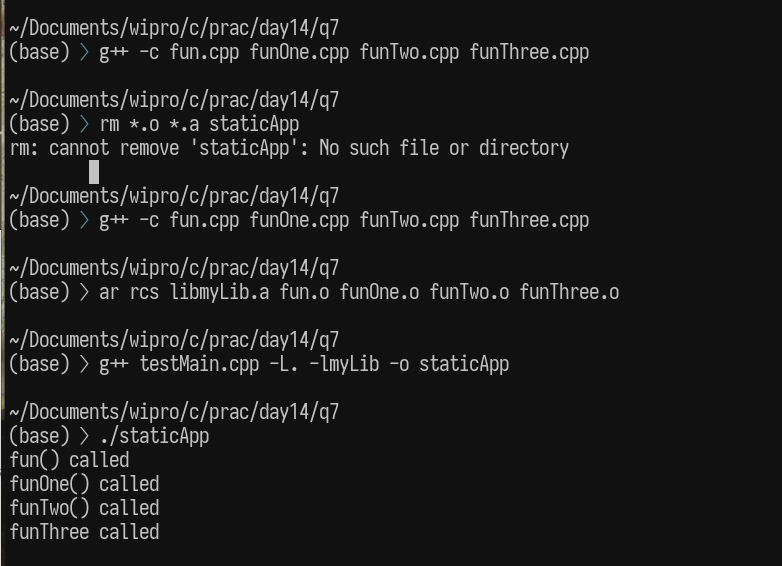 ~/Documents/wipro/c/prac/day14/q7
(base) > g++ -c fun.cpp funOne.cpp funTwo.cpp funThree.cpp
~/Documents/wipro/c/prac/day14/q7
(base) > rm *.o *.a staticApp
rm: cannot remove 'staticApp': No such file or directory
~/Documents/wipro/c/prac/day14/q7
(base) > g++ -c fun.cpp funOne.cpp funTwo.cpp funThree.cpp
~/Documents/wipro/c/prac/day14/q7
(base) > ar rcs libmyLib.a fun.o funOne.o funTwo.o funThree.o
~/Documents/wipro/c/prac/day14/q7
(base) > g++ testMain.cpp -L. -lmyLib -o staticApp
~/Documents/wipro/c/prac/day14/q7
(base) > ./staticApp
fun() called
funOne() called
funTwo() called
funThree called